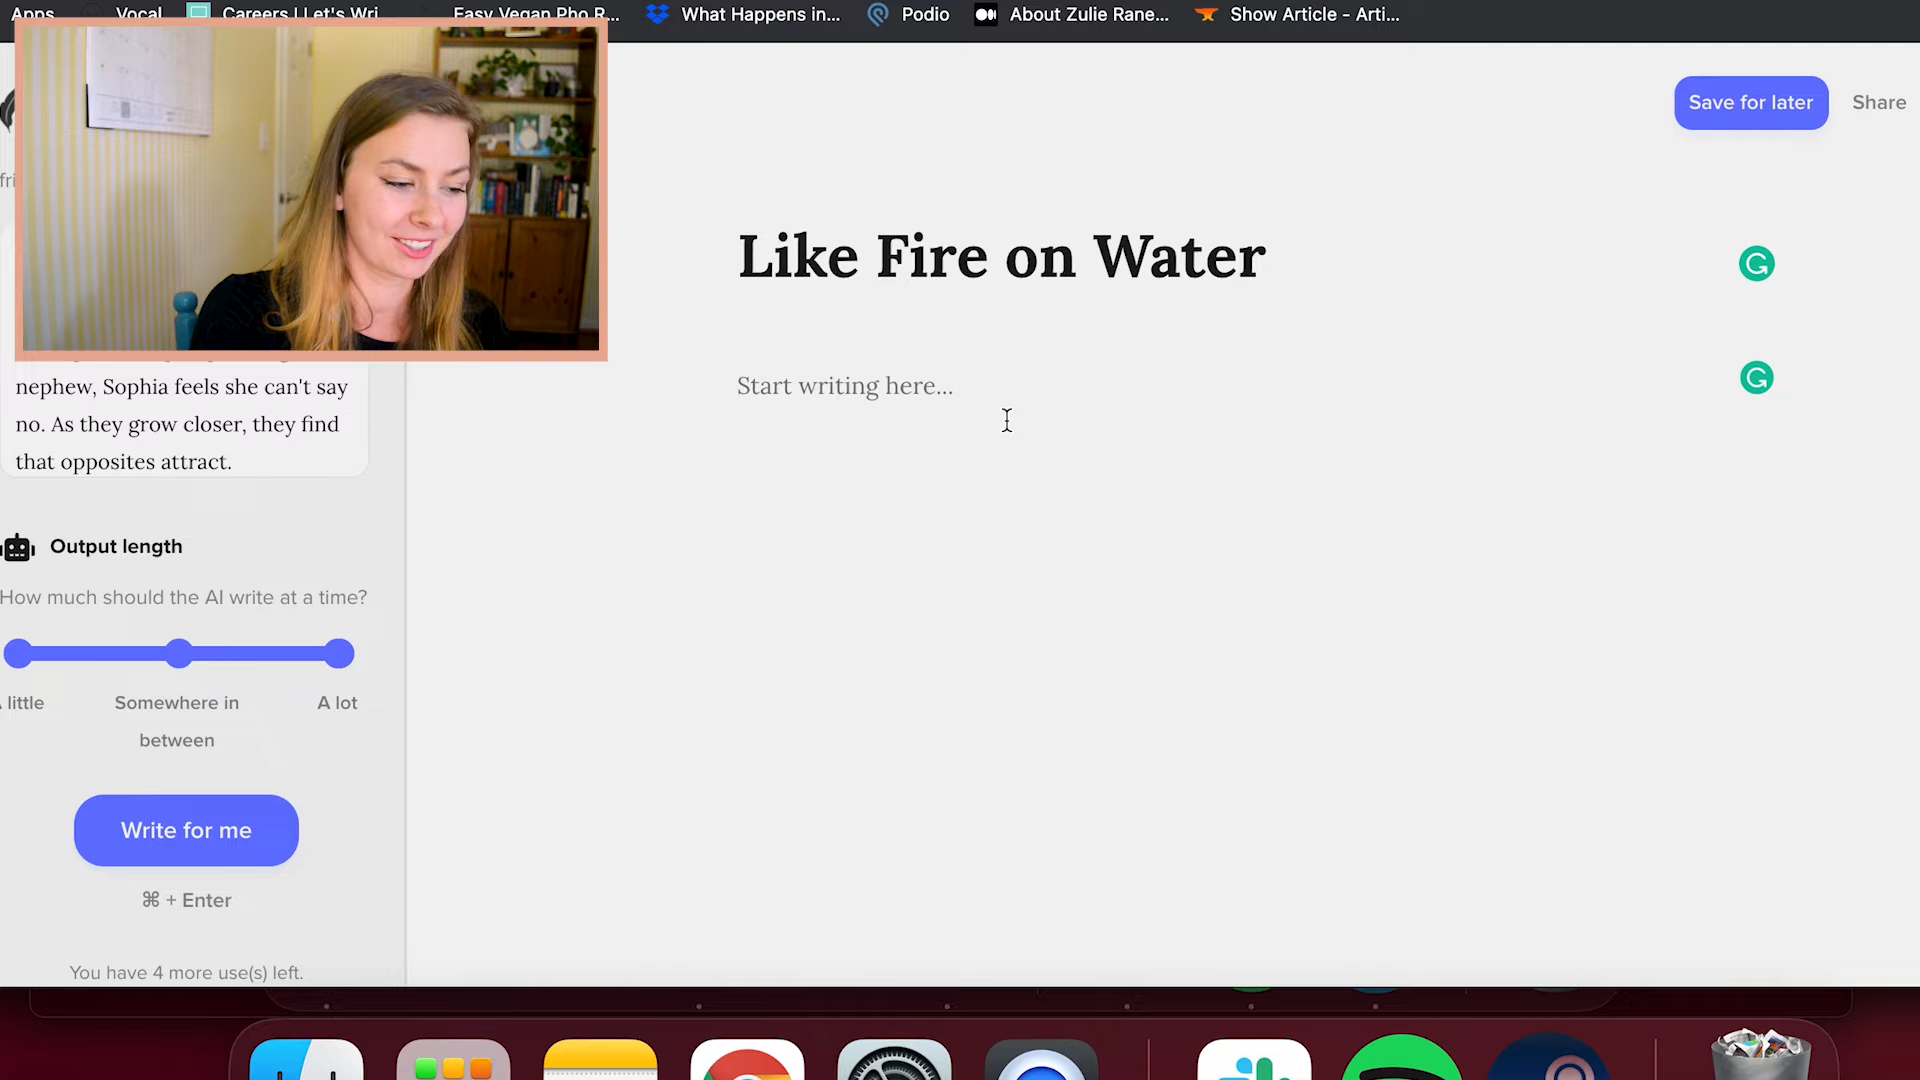 Apps
Vocal
Careers | Let's Wri
Easy Vegan Pho R...
What Happens in...
Podio
About Zulie Rane...
Show Article - Arti...
Save for later
Share
fri
Like Fire on Water
Start writing here...
nephew, Sophia feels she can't say
no. As they grow closer, they find
that opposites attract.
Output length
How much should the AI write at a time?
little
Somewhere in
between
A lot
Write for me
⌘ + Enter
You have 4 more use(s) left.